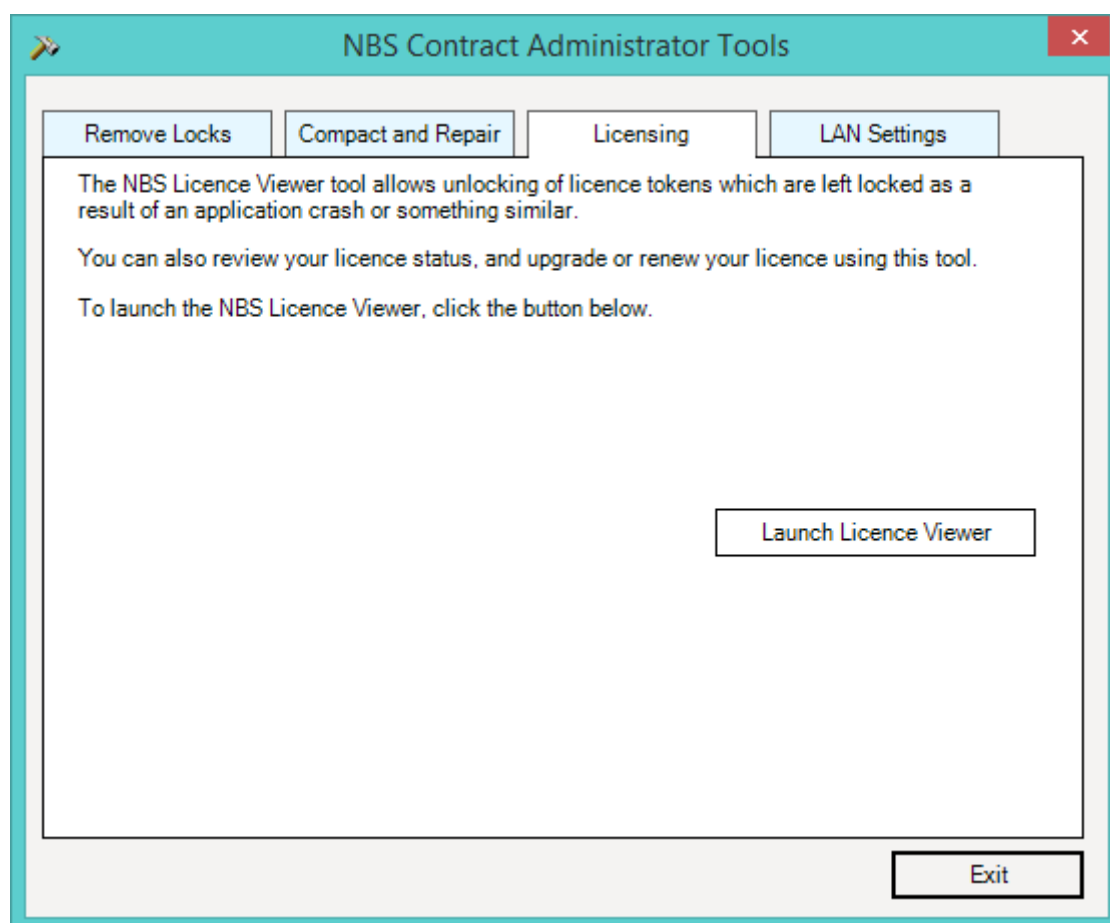 NBS Contract Administrator Tools
Remove Locks
Compact and Repair
Licensing
LAN Settings
The NBS Licence Viewer tool allows unlocking of licence tokens which are left locked as a
result of an application crash or something similar.
You can also review your licence status, and upgrade or renew your licence using this tool.
To launch the NBS Licence Viewer, click the button below.
Launch Licence Viewer
Exit